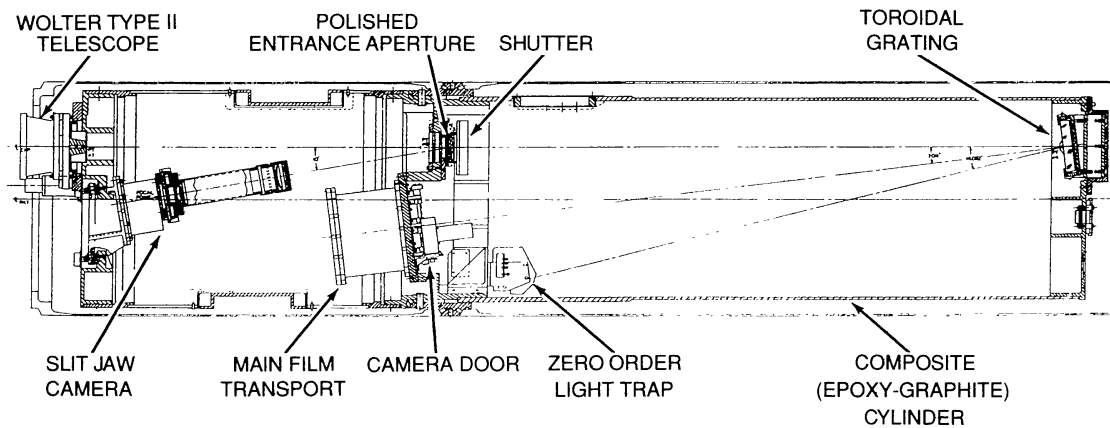 WOLTER TYPE II
TELESCOPE
POLISHED
ENTRANCE APERTURE
SHUTTER
TOROIDAL
GRATING
SLIT JAW
CAMERA
MAIN FILM
TRANSPORT
CAMERA DOOR
ZERO ORDER
LIGHT TRAP
COMPOSITE
(EPOXY-GRAPHITE)
CYLINDER